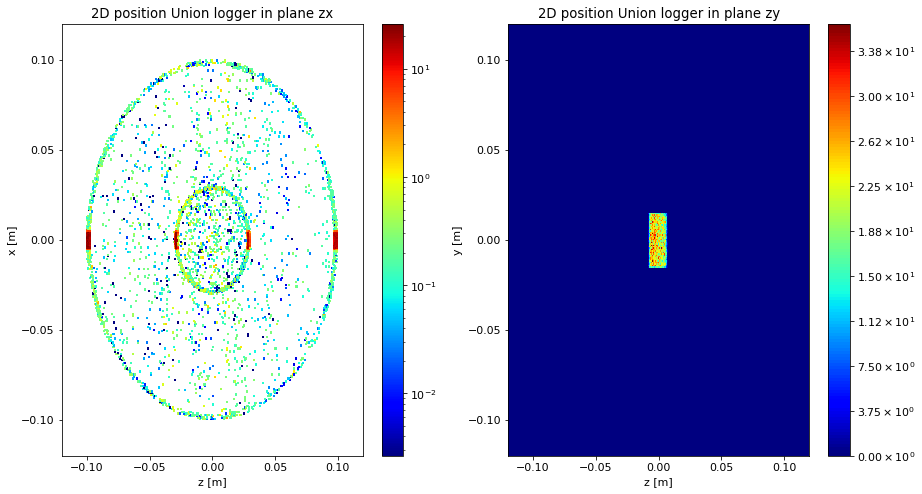 2D position Union logger in plane zx
x [m]
0.10
0.05
0.00
−0.05
−0.10
−0.10
−0.05
0.00
0.05
0.10
z [m]
10¹
10⁰
10⁻¹
10⁻²
2D position Union logger in plane zy
y [m]
0.10
0.05
0.00
−0.05
−0.10
−0.10
−0.05
0.00
0.05
0.10
z [m]
3.38 × 10¹
3.00 × 10¹
2.62 × 10¹
2.25 × 10¹
1.88 × 10¹
1.50 × 10¹
1.12 × 10¹
7.50 × 10⁰
3.75 × 10⁰
0.00 × 10⁰